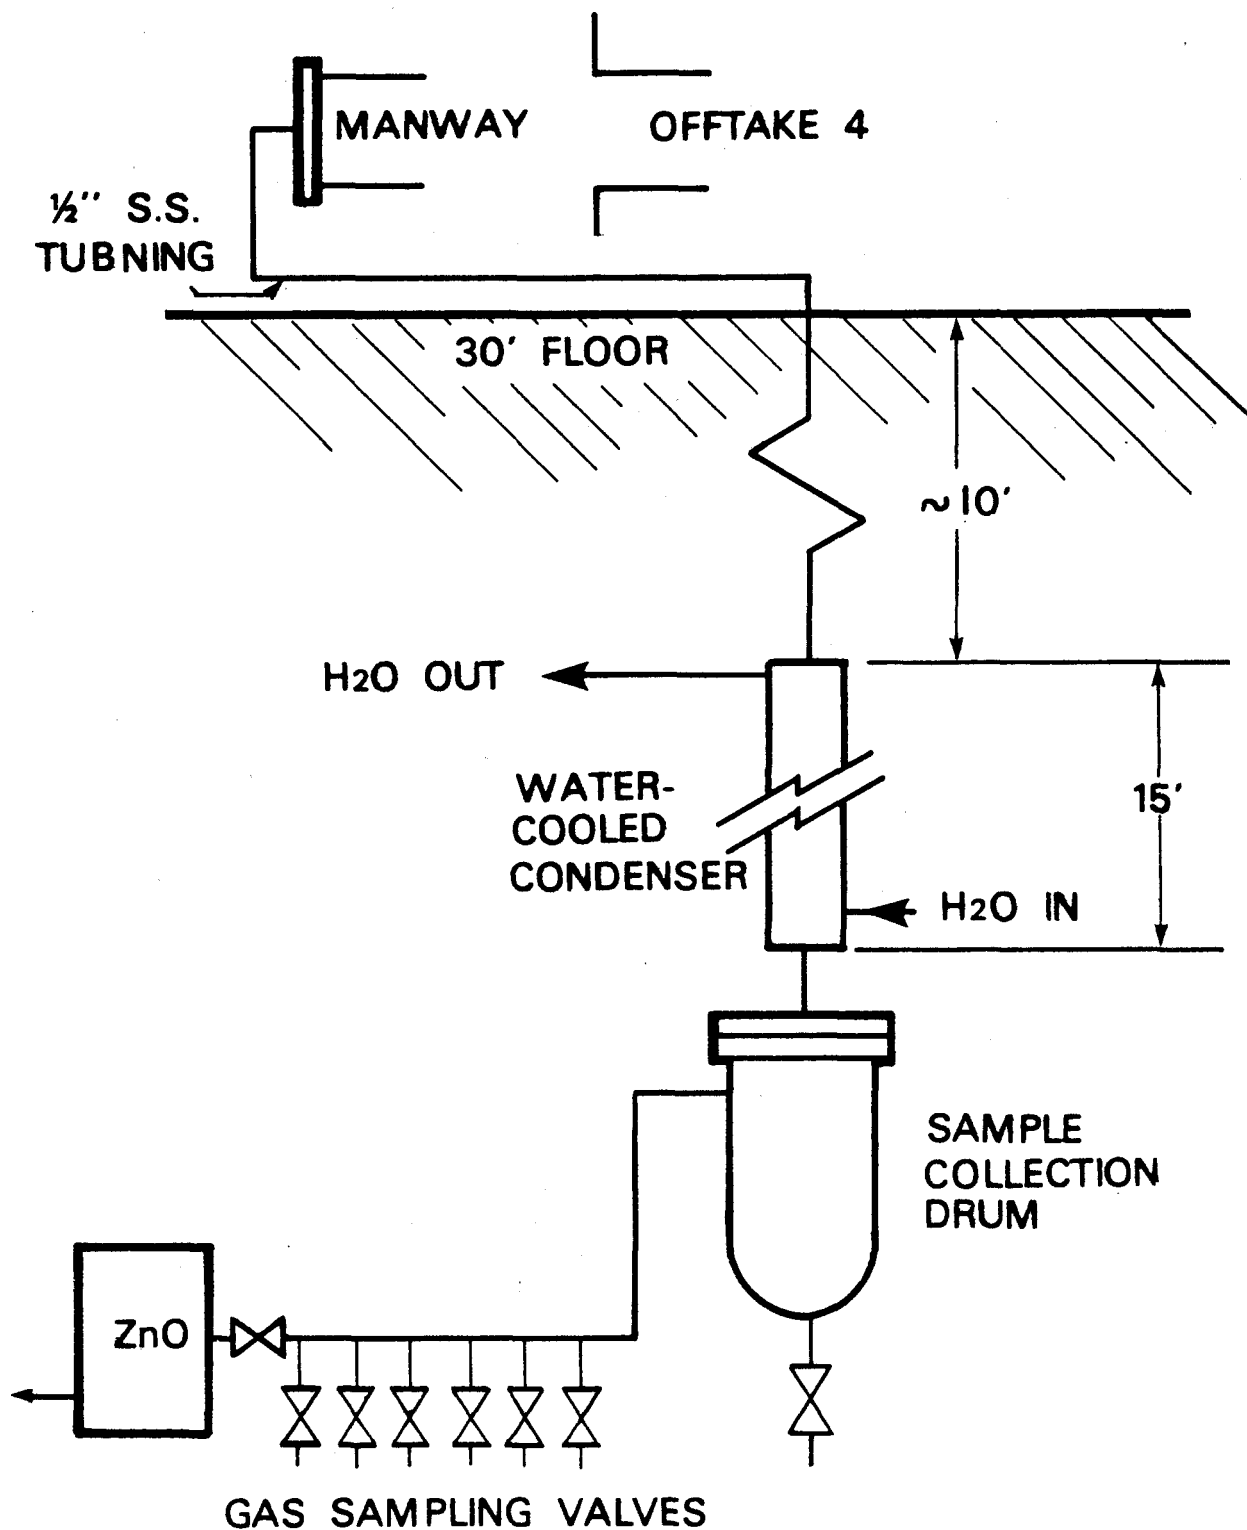 MANWAY
OFFTAKE 4
½" S.S.
TUBNING
30' FLOOR
~10'
H2O OUT
WATER-
COOLED
CONDENSER
15'
H2O IN
SAMPLE
COLLECTION
DRUM
ZnO
GAS SAMPLING VALVES